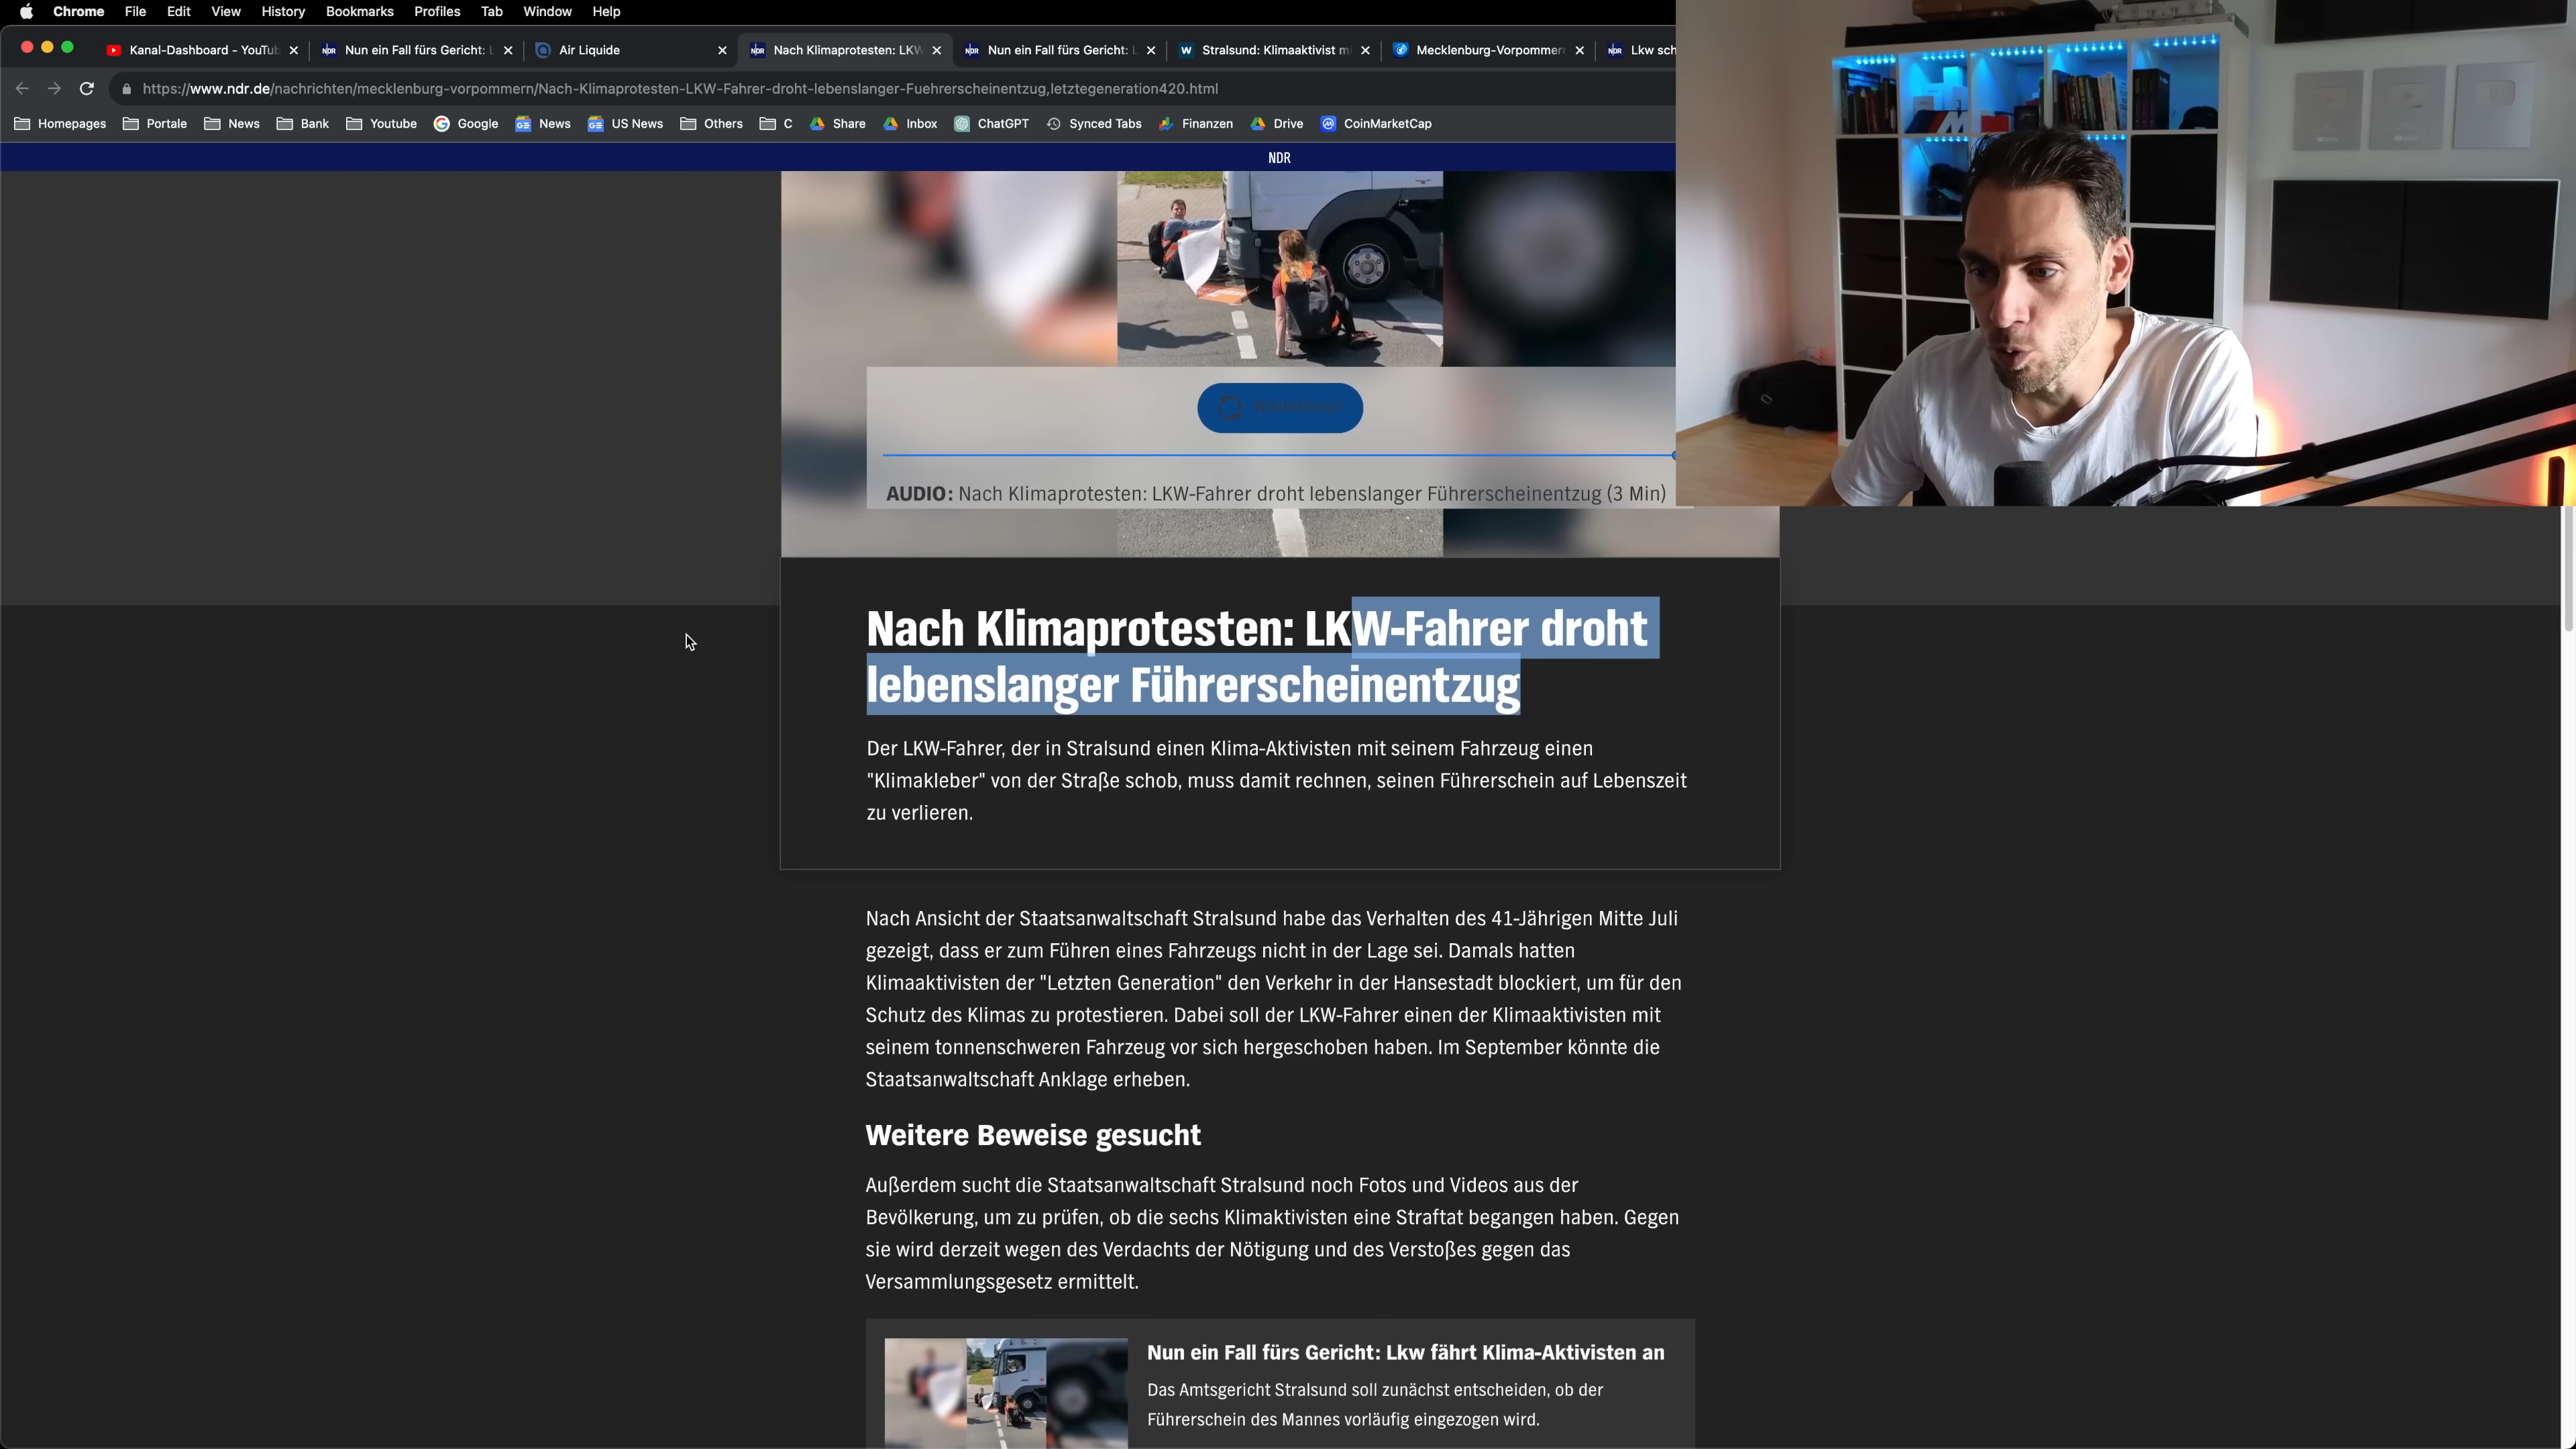 Chrome File Edit View History Bookmarks Profiles Tab Window Help
Kanal-Dashboard - YouTub
Nun ein Fall fürs Gericht: L
Air Liquide
Nach Klimaprotesten: LKW
Nun ein Fall fürs Gericht: L
Stralsund: Klimaaktivist m
Mecklenburg-Vorpommer
Lkw sch
https://www.ndr.de/nachrichten/mecklenburg-vorpommern/Nach-Klimaprotesten-LKW-Fahrer-droht-lebenslanger-Fuehrerscheinentzug,letztegeneration420.html
Homepages Portale News Bank Youtube Google News US News Others C Share Inbox ChatGPT Synced Tabs Finanzen Drive CoinMarketCap
NDR
Wiederholen
AUDIO: Nach Klimaprotesten: LKW-Fahrer droht lebenslanger Führerscheinentzug (3 Min)
Nach Klimaprotesten: LKW-Fahrer droht
lebenslanger Führerscheinentzug
Der LKW-Fahrer, der in Stralsund einen Klima-Aktivisten mit seinem Fahrzeug einen
"Klimakleber" von der Straße schob, muss damit rechnen, seinen Führerschein auf Lebenszeit
zu verlieren.
Nach Ansicht der Staatsanwaltschaft Stralsund habe das Verhalten des 41-Jährigen Mitte Juli
gezeigt, dass er zum Führen eines Fahrzeugs nicht in der Lage sei. Damals hatten
Klimaaktivisten der "Letzten Generation" den Verkehr in der Hansestadt blockiert, um für den
Schutz des Klimas zu protestieren. Dabei soll der LKW-Fahrer einen der Klimaaktivisten mit
seinem tonnenschweren Fahrzeug vor sich hergeschoben haben. Im September könnte die
Staatsanwaltschaft Anklage erheben.
Weitere Beweise gesucht
Außerdem sucht die Staatsanwaltschaft Stralsund noch Fotos und Videos aus der
Bevölkerung, um zu prüfen, ob die sechs Klimaktivisten eine Straftat begangen haben. Gegen
sie wird derzeit wegen des Verdachts der Nötigung und des Verstoßes gegen das
Versammlungsgesetz ermittelt.
Nun ein Fall fürs Gericht: Lkw fährt Klima-Aktivisten an
Das Amtsgericht Stralsund soll zunächst entscheiden, ob der
Führerschein des Mannes vorläufig eingezogen wird.